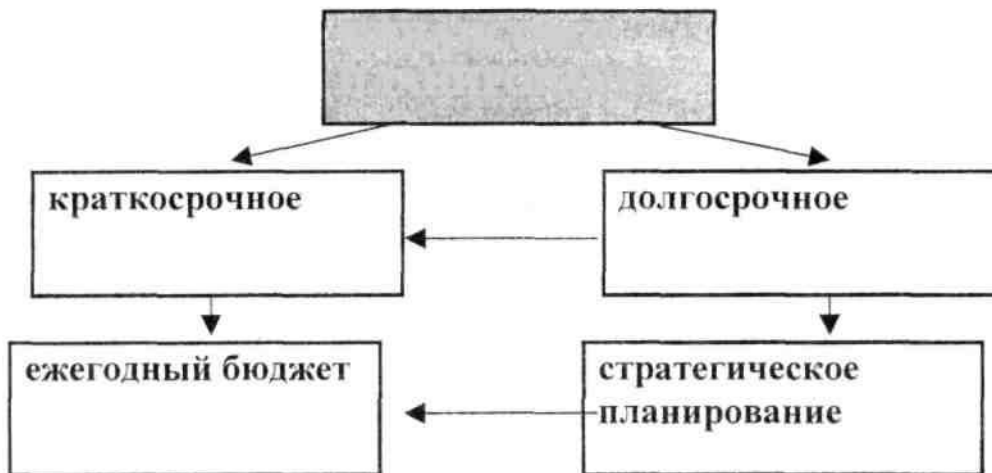 краткосрочное
долгосрочное
ежегодный бюджет
стратегическое
планирование